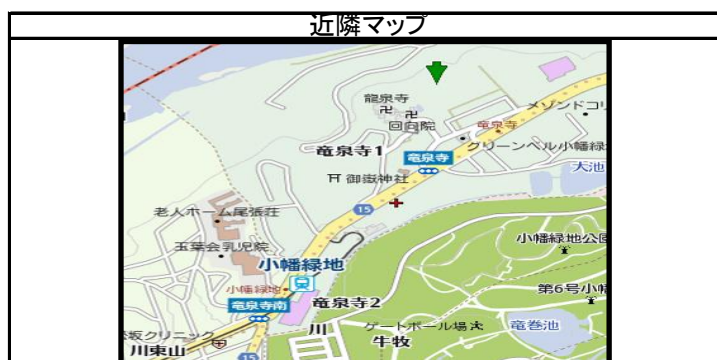 近隣マップ
龍泉寺
卍 卍
回向院
竜泉寺
メゾンドコリ
竜泉寺1
竜泉寺
グリーンベル小幡緑
大池
御嶽神社
15
老人ホーム尾張荘
玉葉会乳児院
小幡緑地公園
小幡緑地
小幡緑地
第6号小幡
竜泉寺2
竜泉寺南
川
ゲートボール場
竜巻池
松坂クリニック
牛牧
川東山
15